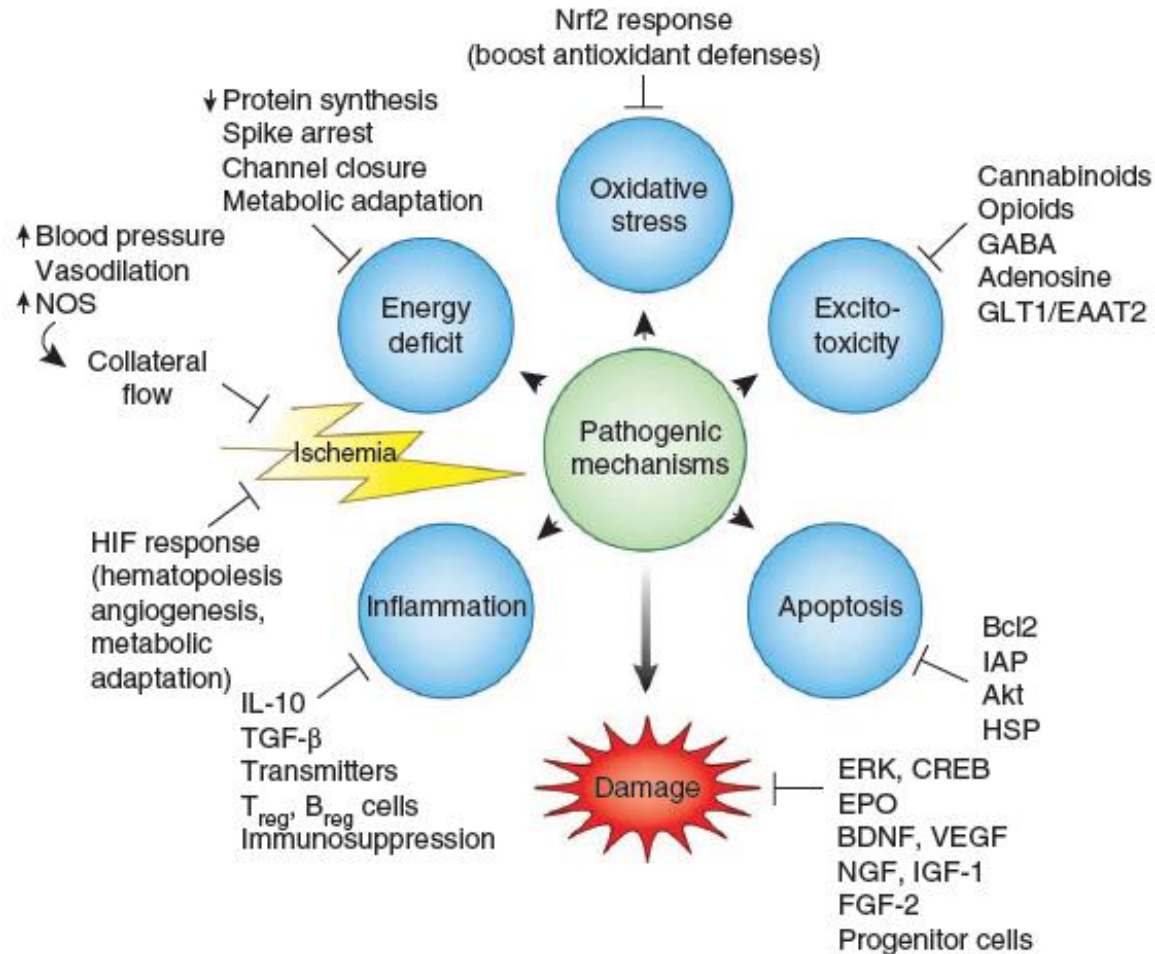 Nrf2 response
(boost antioxidant defenses)
↓ Protein synthesis
Spike arrest
Channel closure
Metabolic adaptation
Oxidative
stress
Cannabinoids
Opioids
GABA
Adenosine
GLT1/EAAT2
↑ Blood pressure
Vasodilation
↑ NOS
Energy
deficit
Excito-
toxicity
Collateral
flow
Ischemia
Pathogenic
mechanisms
HIF response
(hematopoiesis
angiogenesis,
metabolic
adaptation)
Inflammation
Apoptosis
Bcl2
IAP
Akt
HSP
IL-10
TGF-β
Transmitters
Treg, Breg cells
Immunosuppression
Damage
ERK, CREB
EPO
BDNF, VEGF
NGF, IGF-1
FGF-2
Progenitor cells